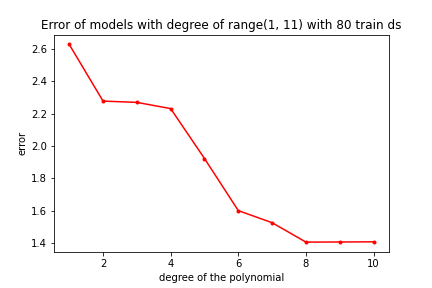 Error of models with degree of range(1, 11) with 80 train ds
2.6
2.4
2.2
2.0
1.8
1.6
1.4
error
2 4 6 8 10
degree of the polynomial